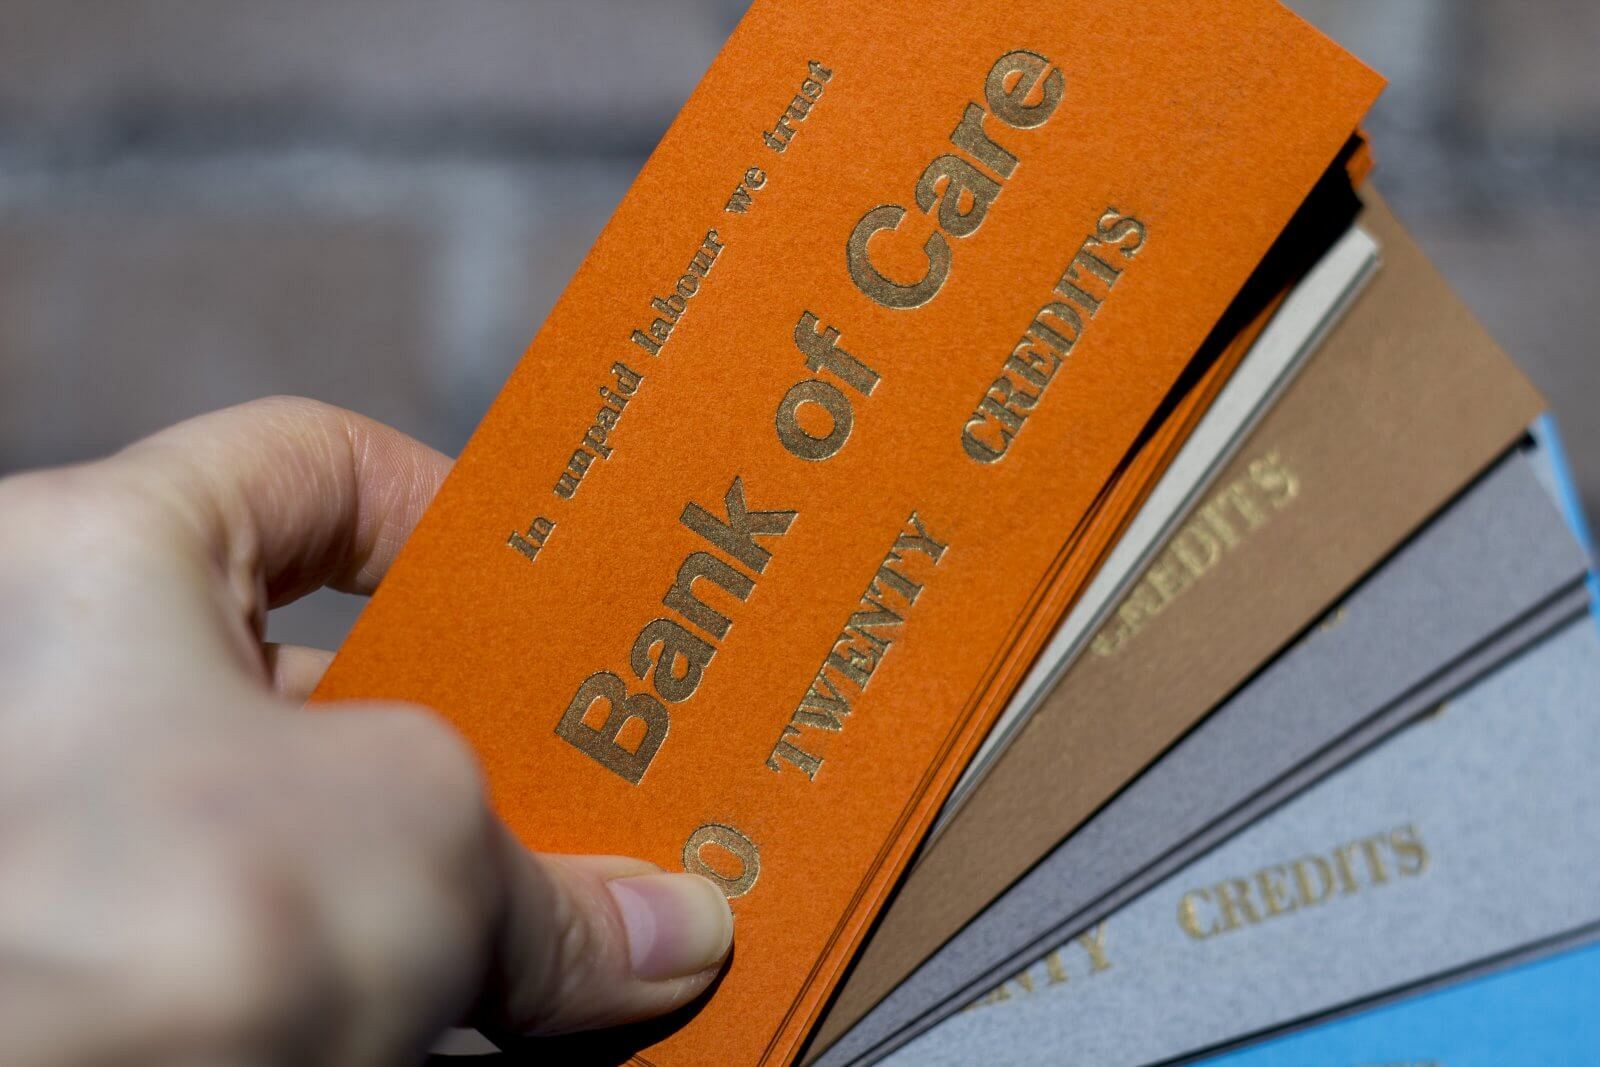 In unpaid labour we trust
Bank of Care
TWENTY CREDITS
CREDITS
CREDITS